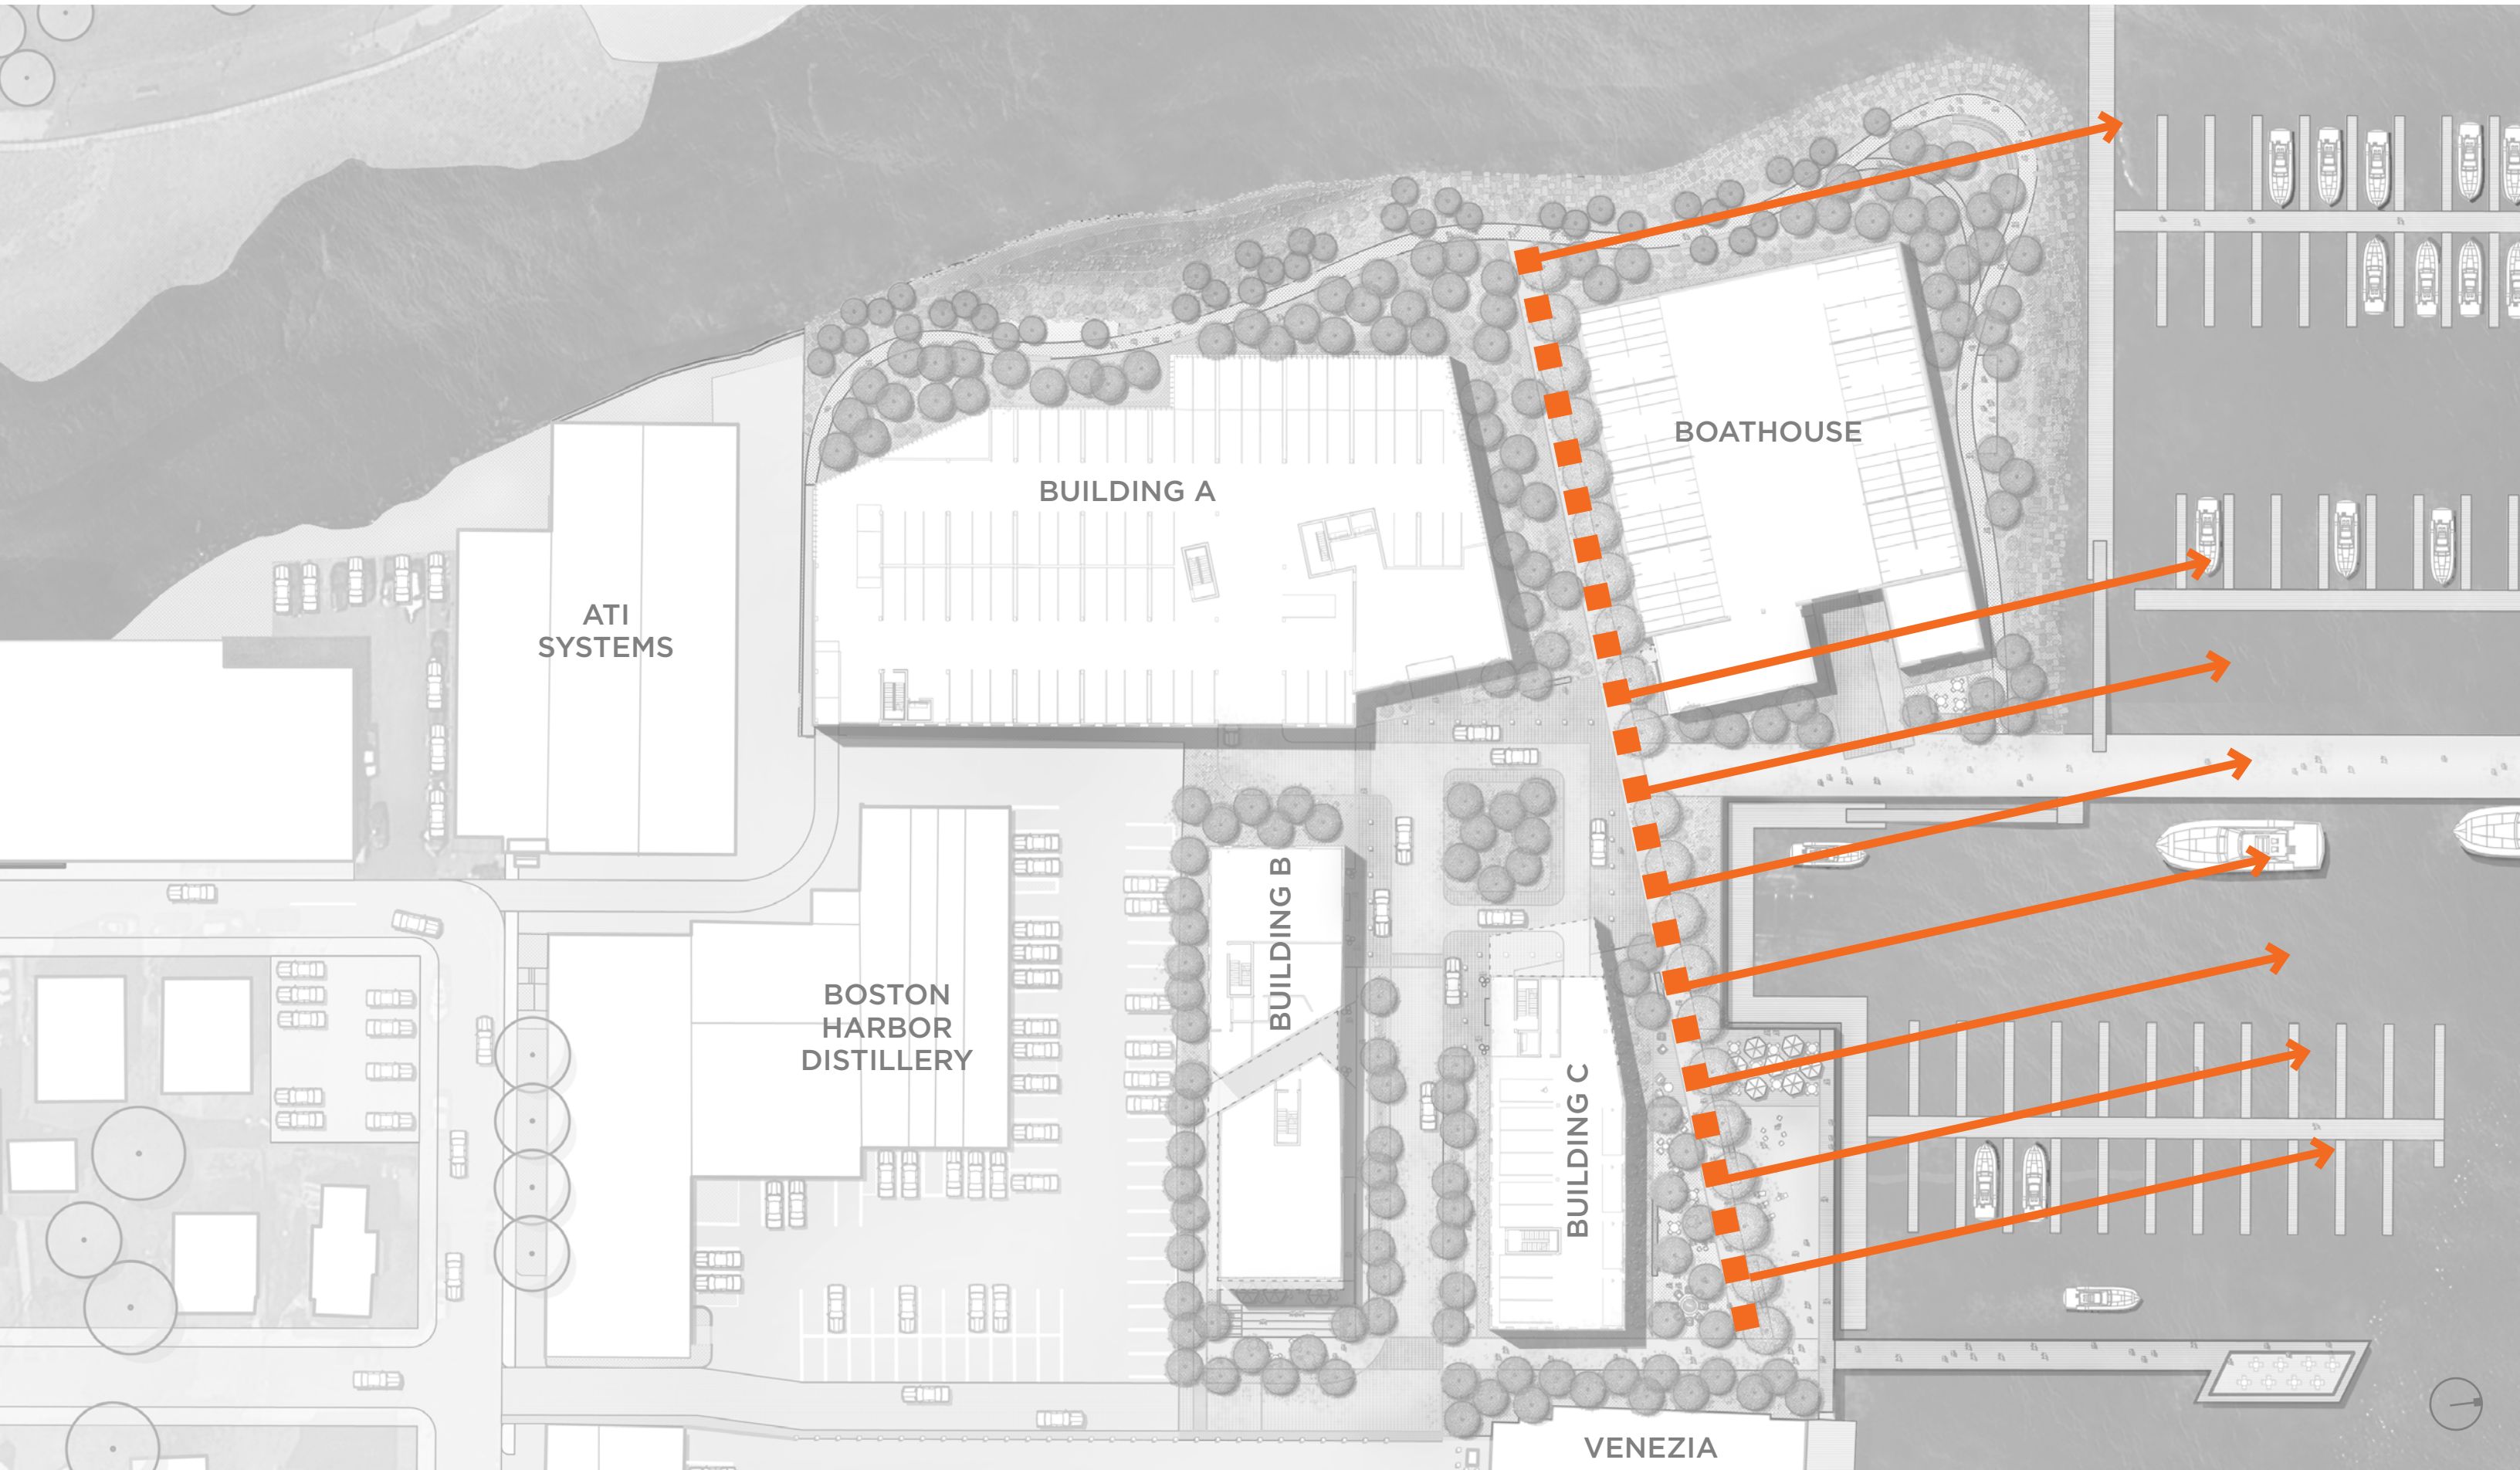 BOATHOUSE
BUILDING A
ATI
SYSTEMS
BUILDING B
BOSTON
HARBOR
DISTILLERY
BUILDING C
VENEZIA